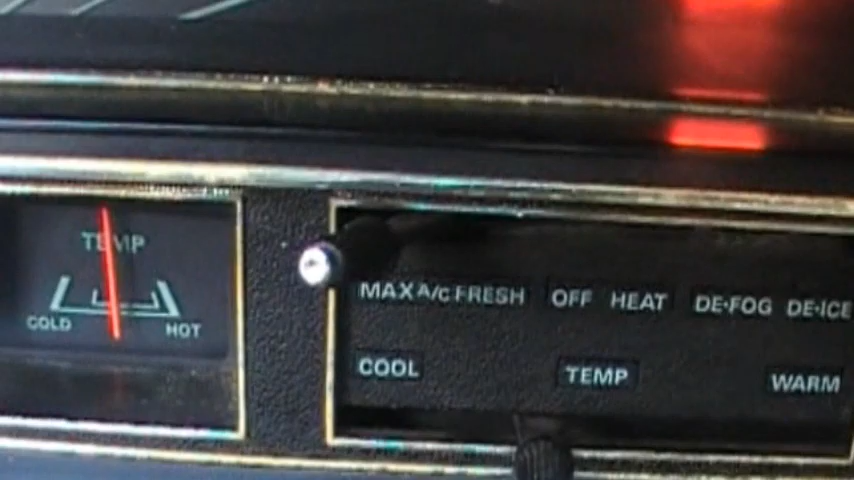 TEMP
COLD HOT
MAX A/C FRESH OFF HEAT DE-FOG DE-ICE
COOL TEMP WARM